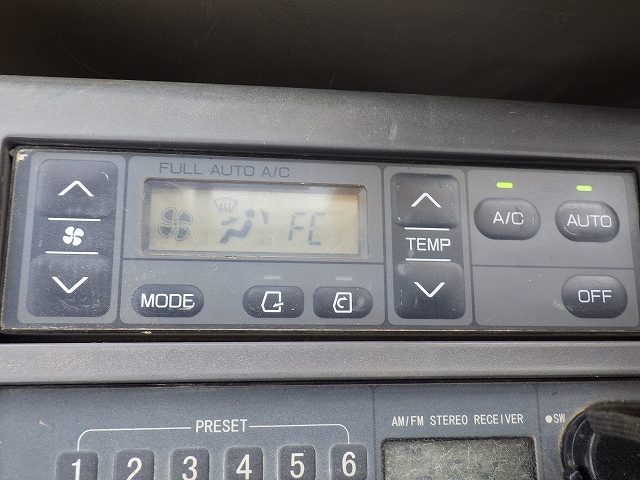 FULL AUTO A/C
FC
TEMP
A/C
AUTO
MODE
OFF
PRESET
AM/FM STEREO RECEIVER
SW
1 2 3 4 5 6